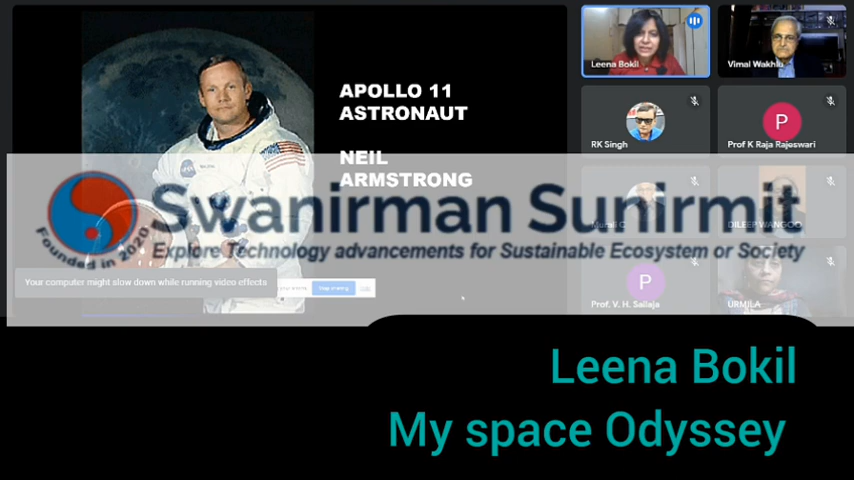 APOLLO 11
ASTRONAUT
NEIL
ARMSTRONG
Leena Bokil
Vimal Wakhlu
RK Singh
P
Prof K Raja Rajeswari
Murali C
DILEEP WANGOO
P
Prof. V. H. Sailaja
URMILA
Swanirman Sunirmit
Explore Technology advancements for Sustainable Ecosystem or Society
Founded in 2020
Your computer might slow down while running video effects
Stop sharing
Leena Bokil
My space Odyssey